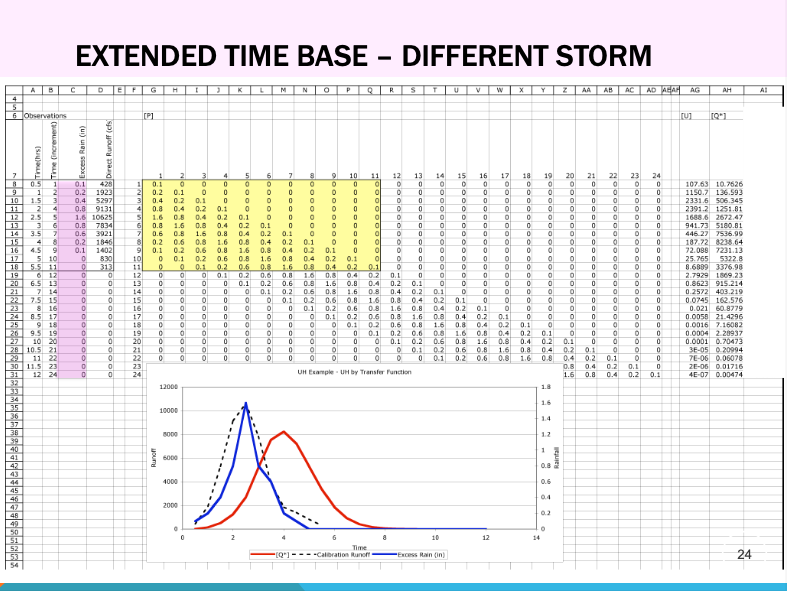 EXTENDED TIME BASE – DIFFERENT STORM
A B C D E F G H I J K L M N O P Q R S T U V W X Y Z AA AB AC AD AE AF AG AH AI
4
5
6 Observations [P] [U] [Q*]
7 Time(hrs) Time (increment) Excess Rain (in) Direct Runoff (cfs) 1 2 3 4 5 6 7 8 9 10 11 12 13 14 15 16 17 18 19 20 21 22 23 24
8 0.5 1 0.1 428 1 0.1 0 0 0 0 0 0 0 0 0 0 0 0 0 0 0 0 0 0 0 0 0 0 0 107.63 10.7626
9 1 2 0.2 1923 2 0.2 0.1 0 0 0 0 0 0 0 0 0 0 0 0 0 0 0 0 0 0 0 0 0 0 1150.7 136.593
10 1.5 3 0.4 5297 3 0.4 0.2 0.1 0 0 0 0 0 0 0 0 0 0 0 0 0 0 0 0 0 0 0 0 0 2331.6 506.345
11 2 4 0.8 9131 4 0.8 0.4 0.2 0.1 0 0 0 0 0 0 0 0 0 0 0 0 0 0 0 0 0 0 0 0 2391.2 1251.81
12 2.5 5 1.6 10625 5 1.6 0.8 0.4 0.2 0.1 0 0 0 0 0 0 0 0 0 0 0 0 0 0 0 0 0 0 0 1688.6 2672.47
13 3 6 0.8 7834 6 0.8 1.6 0.8 0.4 0.2 0.1 0 0 0 0 0 0 0 0 0 0 0 0 0 0 0 0 0 0 941.73 5180.81
14 3.5 7 0.6 3921 7 0.6 0.8 1.6 0.8 0.4 0.2 0.1 0 0 0 0 0 0 0 0 0 0 0 0 0 0 0 0 0 446.27 7536.99
15 4 8 0.2 1846 8 0.2 0.6 0.8 1.6 0.8 0.4 0.2 0.1 0 0 0 0 0 0 0 0 0 0 0 0 0 0 0 0 187.72 8238.64
16 4.5 9 0.1 1402 9 0.1 0.2 0.6 0.8 1.6 0.8 0.4 0.2 0.1 0 0 0 0 0 0 0 0 0 0 0 0 0 0 0 72.088 7231.13
17 5 10 0 830 10 0 0.1 0.2 0.6 0.8 1.6 0.8 0.4 0.2 0.1 0 0 0 0 0 0 0 0 0 0 0 0 0 0 25.765 5322.8
18 5.5 11 0 313 11 0 0 0.1 0.2 0.6 0.8 1.6 0.8 0.4 0.2 0.1 0 0 0 0 0 0 0 0 0 0 0 0 0 8.6889 3376.98
19 6 12 0 0 12 0 0 0 0.1 0.2 0.6 0.8 1.6 0.8 0.4 0.2 0.1 0 0 0 0 0 0 0 0 0 0 0 0 2.7929 1869.23
20 6.5 13 0 0 13 0 0 0 0 0.1 0.2 0.6 0.8 1.6 0.8 0.4 0.2 0.1 0 0 0 0 0 0 0 0 0 0 0 0.8623 915.214
21 7 14 0 0 14 0 0 0 0 0 0.1 0.2 0.6 0.8 1.6 0.8 0.4 0.2 0.1 0 0 0 0 0 0 0 0 0 0 0.2572 403.219
22 7.5 15 0 0 15 0 0 0 0 0 0 0.1 0.2 0.6 0.8 1.6 0.8 0.4 0.2 0.1 0 0 0 0 0 0 0 0 0 0.0745 162.576
23 8 16 0 0 16 0 0 0 0 0 0 0 0.1 0.2 0.6 0.8 1.6 0.8 0.4 0.2 0.1 0 0 0 0 0 0 0 0 0.021 60.8779
24 8.5 17 0 0 17 0 0 0 0 0 0 0 0 0.1 0.2 0.6 0.8 1.6 0.8 0.4 0.2 0.1 0 0 0 0 0 0 0 0.0058 21.4296
25 9 18 0 0 18 0 0 0 0 0 0 0 0 0 0.1 0.2 0.6 0.8 1.6 0.8 0.4 0.2 0.1 0 0 0 0 0 0 0.0016 7.16082
26 9.5 19 0 0 19 0 0 0 0 0 0 0 0 0 0 0.1 0.2 0.6 0.8 1.6 0.8 0.4 0.2 0.1 0 0 0 0 0 0.0004 2.28937
27 10 20 0 0 20 0 0 0 0 0 0 0 0 0 0 0 0.1 0.2 0.6 0.8 1.6 0.8 0.4 0.2 0.1 0 0 0 0 0.0001 0.70473
28 10.5 21 0 0 21 0 0 0 0 0 0 0 0 0 0 0 0 0.1 0.2 0.6 0.8 1.6 0.8 0.4 0.2 0.1 0 0 0 3E-05 0.20994
29 11 22 0 0 22 0 0 0 0 0 0 0 0 0 0 0 0 0 0.1 0.2 0.6 0.8 1.6 0.8 0.4 0.2 0.1 0 0 7E-06 0.06078
30 11.5 23 0 0 23 0.8 0.4 0.2 0.1 0 2E-06 0.01716
31 12 24 0 0 24 1.6 0.8 0.4 0.2 0.1 4E-07 0.00474
32
33
34
35
36
37
38
39
40
41
42
43
44
45
46
47
48
49
50
51
52
53
54
UH Example - UH by Transfer Function
12000
10000
8000
6000
4000
2000
0
Runoff
1.8
1.6
1.4
1.2
1
0.8
0.6
0.4
0.2
0
Rainfall
0 2 4 6 8 10 12 14
Time
[Q*] Calibration Runoff Excess Rain (in)
24